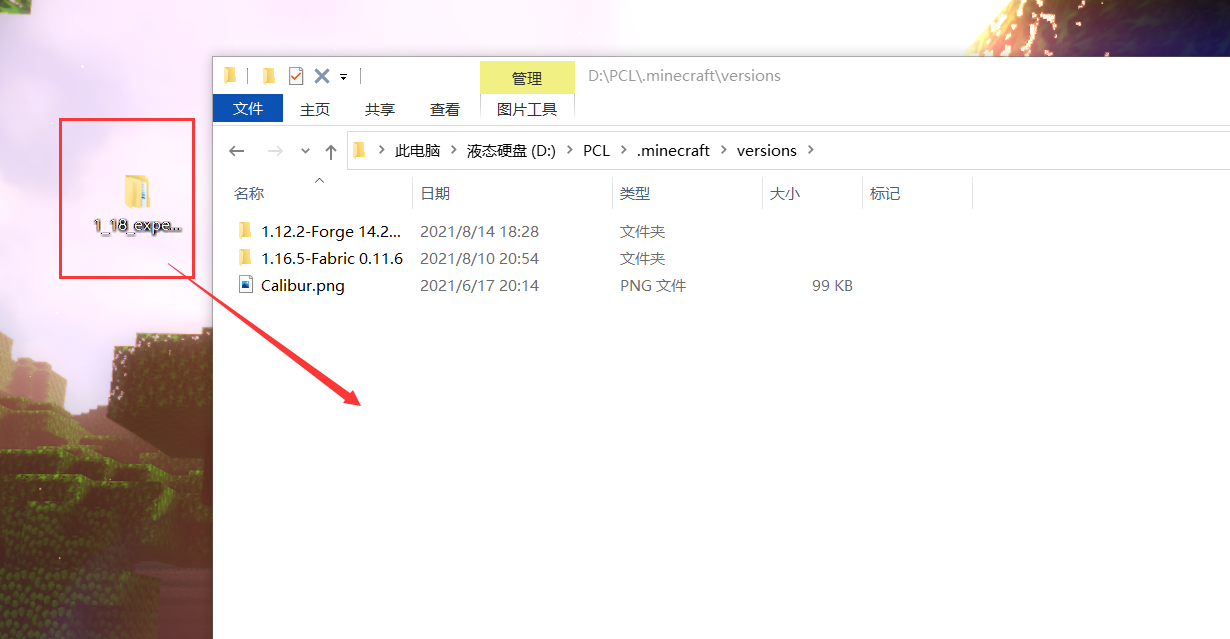 管理
D:\PCL\.minecraft\versions
文件 主页 共享 查看 图片工具
此电脑 液态硬盘 (D:) PCL .minecraft versions
1_18_expe...
名称 日期 类型 大小 标记
1.12.2-Forge 14.2... 2021/8/14 18:28 文件夹
1.16.5-Fabric 0.11.6 2021/8/10 20:54 文件夹
Calibur.png 2021/6/17 20:14 PNG 文件 99 KB